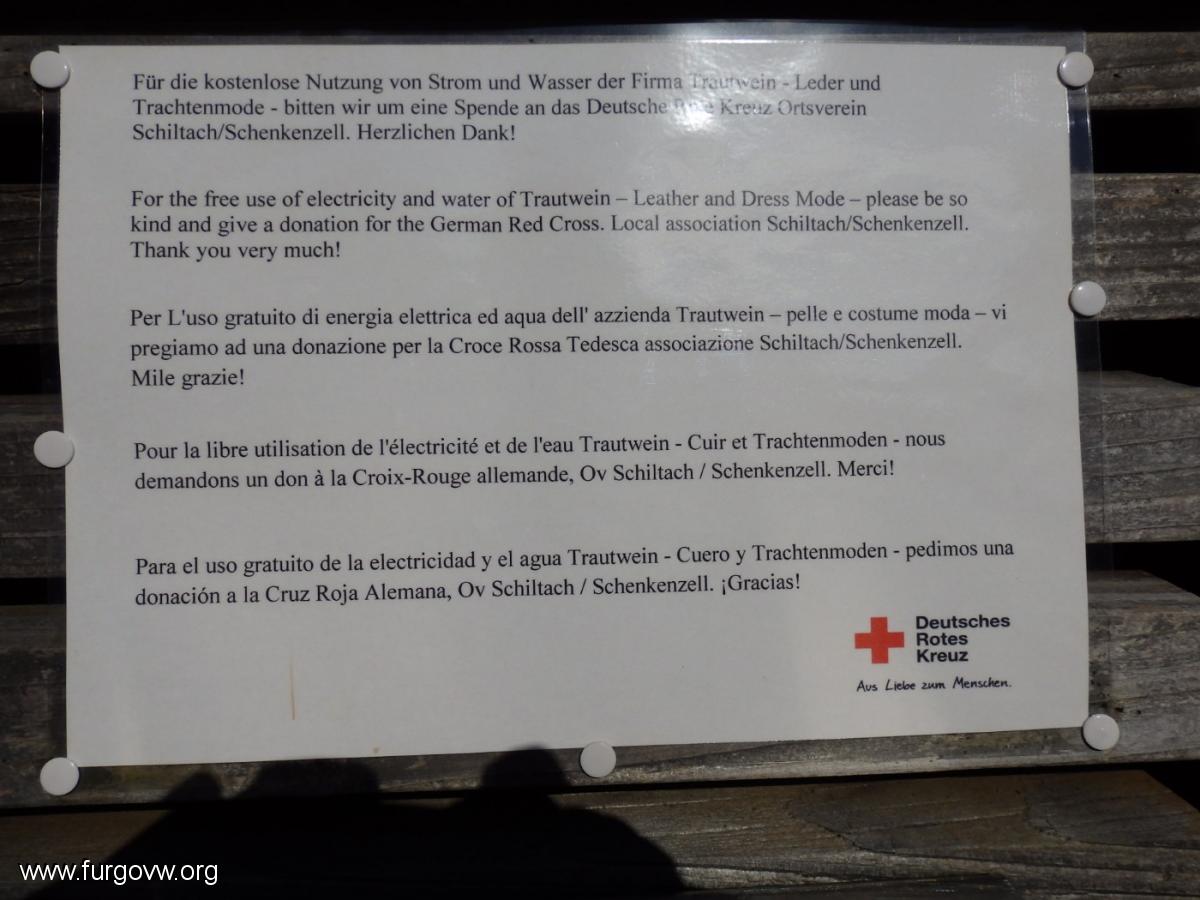 Für die kostenlose Nutzung von Strom und Wasser der Firma Trautwein - Leder und
Trachtenmode - bitten wir um eine Spende an das Deutsche Rote Kreuz Ortsverein
Schiltach/Schenkenzell. Herzlichen Dank!
For the free use of electricity and water of Trautwein – Leather and Dress Mode – please be so
kind and give a donation for the German Red Cross. Local association Schiltach/Schenkenzell.
Thank you very much!
Per L'uso gratuito di energia elettrica ed aqua dell' azzienda Trautwein – pelle e costume moda – vi
pregiamo ad una donazione per la Croce Rossa Tedesca associazione Schiltach/Schenkenzell.
Mile grazie!
Pour la libre utilisation de l'électricité et de l'eau Trautwein - Cuir et Trachtenmoden - nous
demandons un don à la Croix-Rouge allemande, Ov Schiltach / Schenkenzell. Merci!
Para el uso gratuito de la electricidad y el agua Trautwein - Cuero y Trachtenmoden - pedimos una
donación a la Cruz Roja Alemana, Ov Schiltach / Schenkenzell. ¡Gracias!
Deutsches
Rotes
Kreuz
Aus Liebe zum Menschen.
www.furgovw.org